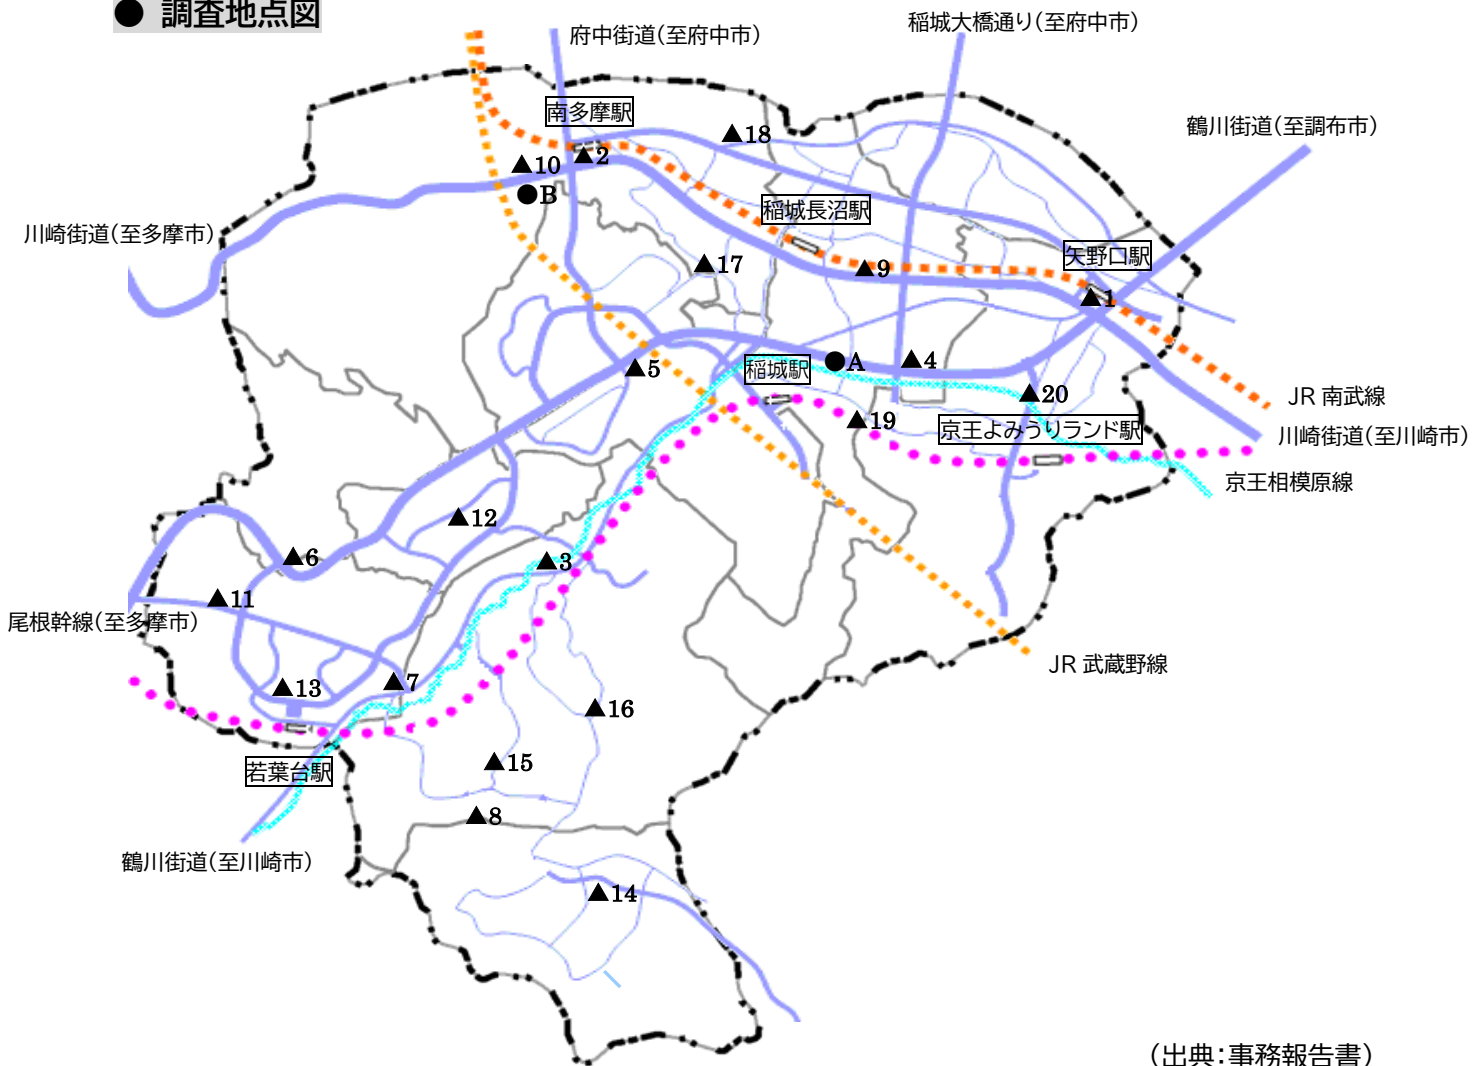 ● 調査地点図
稲城大橋通り(至府中市)
府中街道(至府中市)
南多摩駅
鶴川街道(至調布市)
▲18
▲2
▲10
●B
稲城長沼駅
川崎街道(至多摩市)
矢野口駅
▲17
▲9
▲1
稲城駅
●A
▲4
▲5
▲20
JR 南武線
▲19
京王よみうりランド駅
川崎街道(至川崎市)
京王相模原線
▲12
▲6
▲3
▲11
尾根幹線(至多摩市)
JR 武蔵野線
▲13
▲7
▲16
若葉台駅
▲15
▲8
鶴川街道(至川崎市)
▲14
(出典:事務報告書)